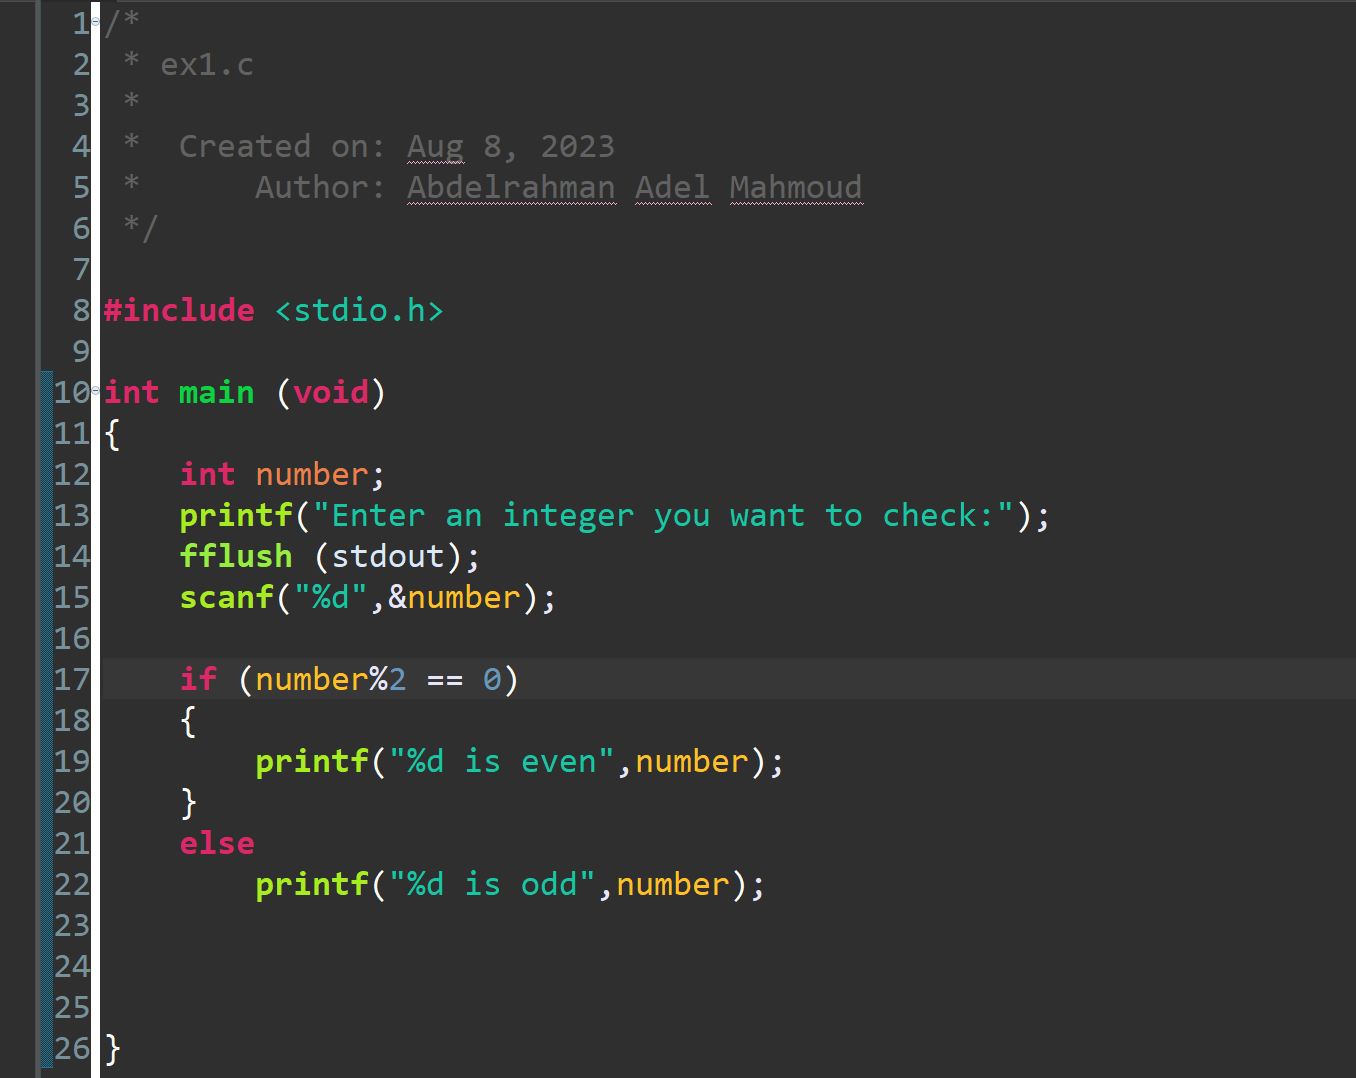 1 /*
2  * ex1.c
3  *
4  *  Created on: Aug 8, 2023
5  *      Author: Abdelrahman Adel Mahmoud
6  */
7
8 #include <stdio.h>
9
10 int main (void)
11 {
12     int number;
13     printf("Enter an integer you want to check:");
14     fflush (stdout);
15     scanf("%d",&number);
16
17     if (number%2 == 0)
18     {
19         printf("%d is even",number);
20     }
21     else
22         printf("%d is odd",number);
23
24
25
26 }